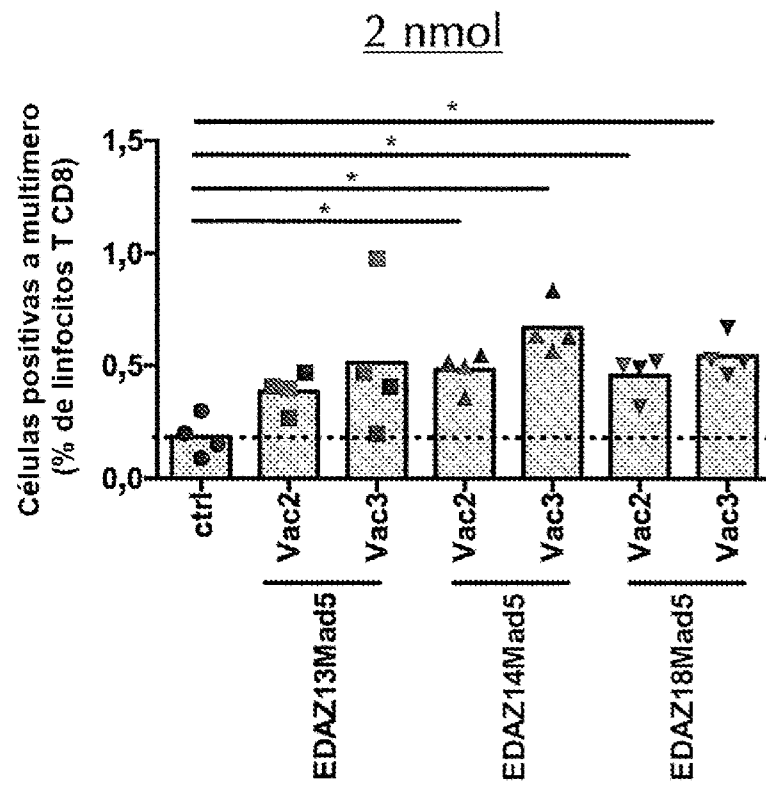 2 nmol
Células positivas a multímero
(% de linfocitos T CD8)
1,5
1,0
0,5
0,0
*
*
*
*
ctrl
Vac2
Vac3
Vac2
Vac3
Vac2
Vac3
EDAZ13Mad5
EDAZ14Mad5
EDAZ18Mad5